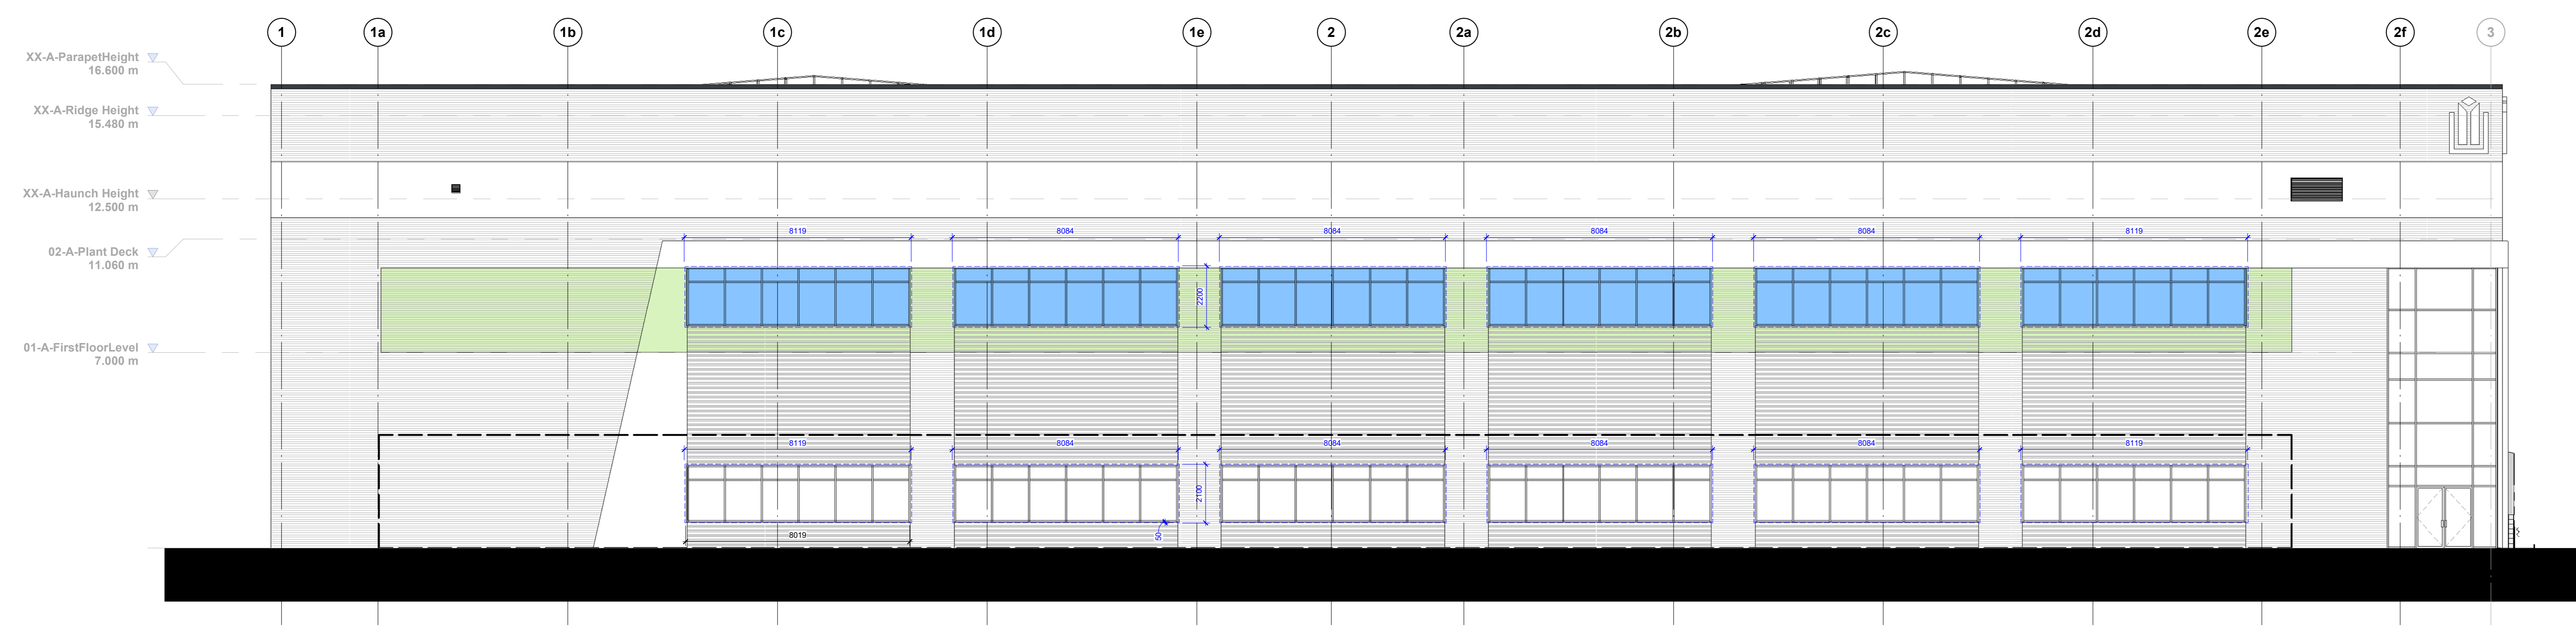 1 1a 1b 1c 1d 1e 2 2a 2b 2c 2d 2e 2f 3
XX-A-ParapetHeight
16.600 m
XX-A-Ridge Height
15.480 m
XX-A-Haunch Height
12.500 m
02-A-Plant Deck
11.060 m
8119 8084 8084 8084 8084 8119
2200
01-A-FirstFloorLevel
7.000 m
8119 8084 8084 8084 8084 8119
2100
8019
50